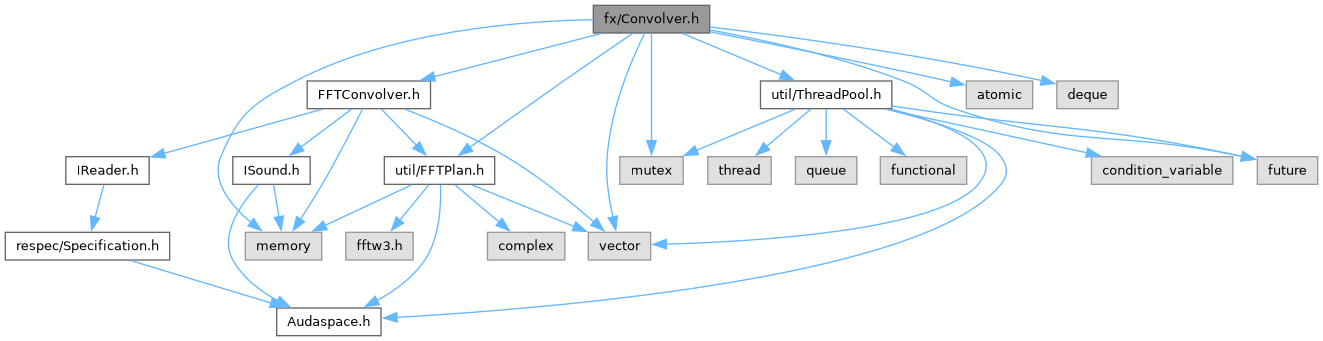 fx/Convolver.h
FFTConvolver.h
util/ThreadPool.h
atomic
deque
IReader.h
ISound.h
util/FFTPlan.h
mutex
thread
queue
functional
condition_variable
future
respec/Specification.h
memory
fftw3.h
complex
vector
Audaspace.h